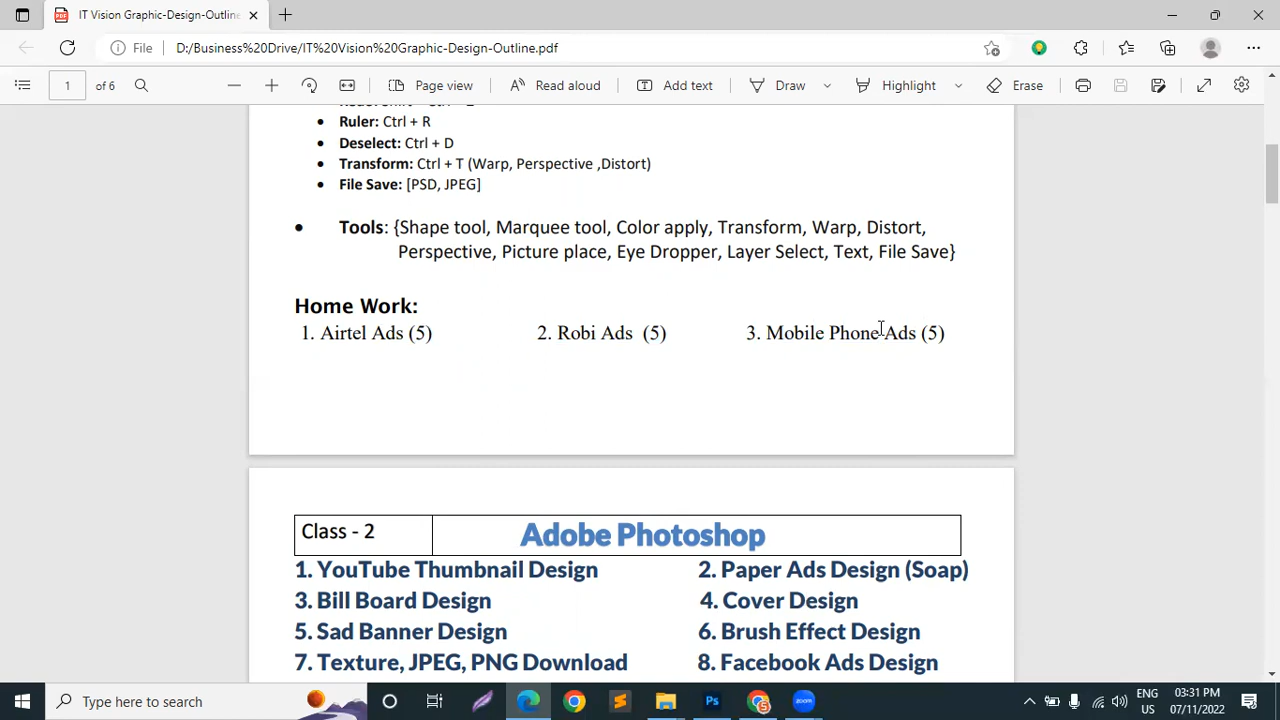 IT Vision Graphic-Design-Outline
File D:/Business%20Drive/IT%20Vision%20Graphic-Design-Outline.pdf
1 of 6 Page view Read aloud Add text Draw Highlight Erase
• Ruler: Ctrl + R
• Deselect: Ctrl + D
• Transform: Ctrl + T (Warp, Perspective ,Distort)
• File Save: [PSD, JPEG]
• Tools: {Shape tool, Marquee tool, Color apply, Transform, Warp, Distort,
Perspective, Picture place, Eye Dropper, Layer Select, Text, File Save}
Home Work:
1. Airtel Ads (5) 2. Robi Ads (5) 3. Mobile Phone Ads (5)
Class - 2 Adobe Photoshop
1. YouTube Thumbnail Design 2. Paper Ads Design (Soap)
3. Bill Board Design 4. Cover Design
5. Sad Banner Design 6. Brush Effect Design
7. Texture, JPEG, PNG Download 8. Facebook Ads Design
Type here to search Ps zoom ENG 03:31 PM
US 07/11/2022